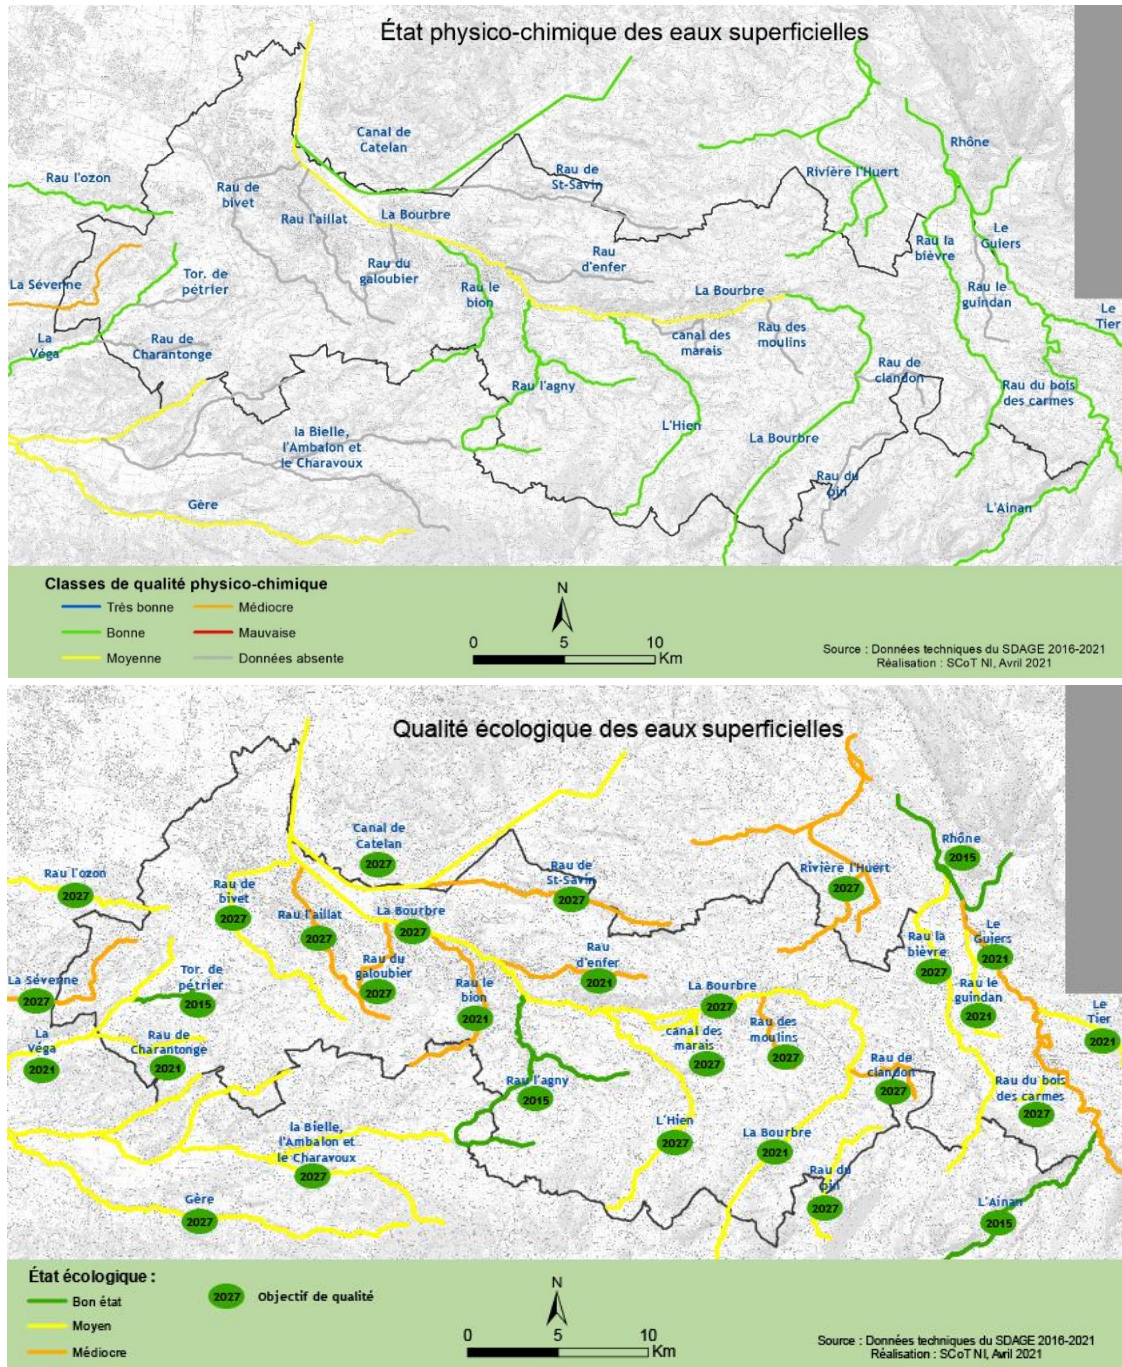 État physico-chimique des eaux superficielles
Canal de
Catelan
Rhône
Rau de
St-Savin
Rivière l'Huert
Rau l'ozon
Rau de
bivet
Rau l'aillat
La Bourbre
Le
Guiers
Rau la
bièvre
Rau
d'enfer
Rau du
galoubier
Tor. de
pétrier
La Séverne
Rau le
bion
La Bourbre
Rau le
guindan
Le
Tier
La
Véga
Rau de
Charantonge
canal des
marais
Rau des
moulins
Rau de
clandon
Rau l'agny
Rau du bois
des carmes
L'Hien
La Bourbre
la Bielle,
l'Ambalon et
le Charavoux
Rau du
pin
Gère
L'Ainan
Classes de qualité physico-chimique
Très bonne
Bonne
Moyenne
Médiocre
Mauvaise
Données absente
N
0 5 10
Km
Source : Données techniques du SDAGE 2016-2021
Réalisation : SCoT NI, Avril 2021
Qualité écologique des eaux superficielles
Canal de
Catelan
2027
Rhône
2015
Rau de
St-Savin
2027
Rivière l'Huert
2027
Rau l'ozon
2027
Rau de
bivet
2027
Rau l'aillat
2027
La Bourbre
2027
Le
Guiers
2021
Rau la
bièvre
2027
Rau
d'enfer
2021
Rau du
galoubier
2027
Tor. de
pétrier
2015
La Séverne
2027
Rau le
bion
2021
La Bourbre
2027
Rau le
guindan
2021
Le
Tier
2021
La
Véga
2021
Rau de
Charantonge
2021
canal des
marais
2027
Rau des
moulins
2027
Rau de
clandon
2027
Rau l'agny
2015
Rau du bois
des carmes
2027
L'Hien
2027
La Bourbre
2021
la Bielle,
l'Ambalon et
le Charavoux
2027
Rau du
pin
2027
Gère
2027
L'Ainan
2015
État écologique :
Bon état
Moyen
Médiocre
2027 Objectif de qualité
N
0 5 10
Km
Source : Données techniques du SDAGE 2016-2021
Réalisation : SCoT NI, Avril 2021